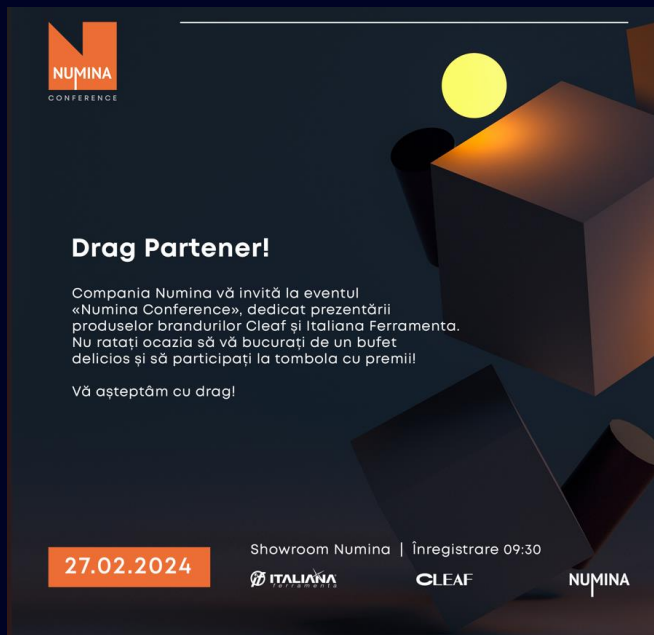 NUMINA
CONFERENCE
Drag Partener!
Compania Numina vă invită la eventul
«Numina Conference», dedicat prezentării
produselor brandurilor Cleaf și Italiana Ferramenta.
Nu ratați ocazia să vă bucurați de un bufet
delicios și să participați la tombola cu premii!
Vă așteptâm cu drag!
27.02.2024
Showroom Numina | Înregistrare 09:30
ITALIANA
ferramenta
CLEAF
NUMINA